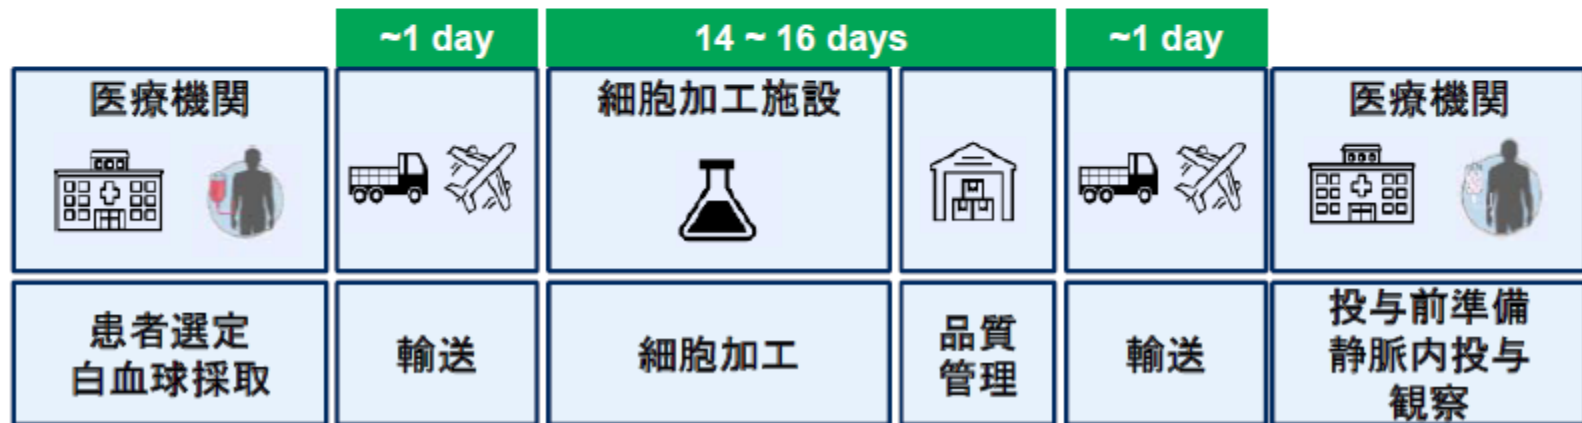 ~1 day
14 ~ 16 days
~1 day
医療機関
細胞加工施設
医療機関
患者選定
白血球採取
輸送
細胞加工
品質
管理
輸送
投与前準備
静脈内投与
観察